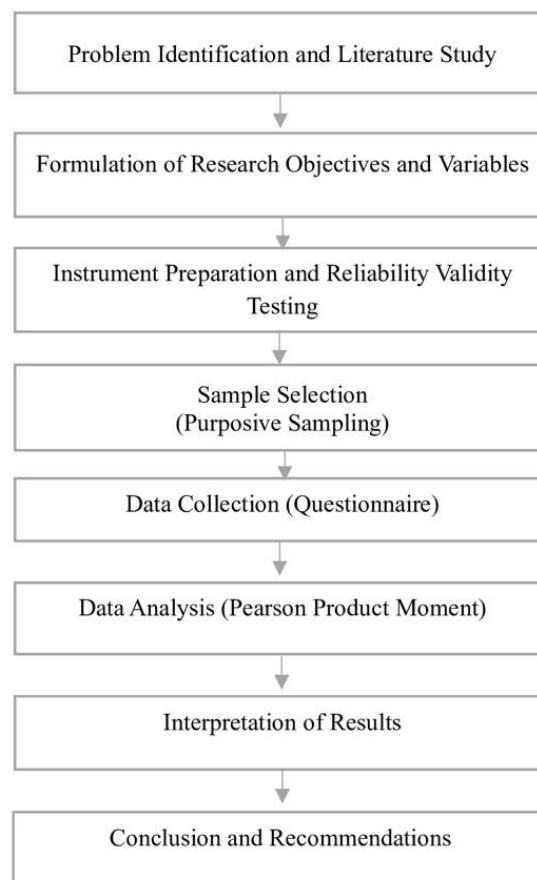 Problem Identification and Literature Study
Formulation of Research Objectives and Variables
Instrument Preparation and Reliability Validity
Testing
Sample Selection
(Purposive Sampling)
Data Collection (Questionnaire)
Data Analysis (Pearson Product Moment)
Interpretation of Results
Conclusion and Recommendations